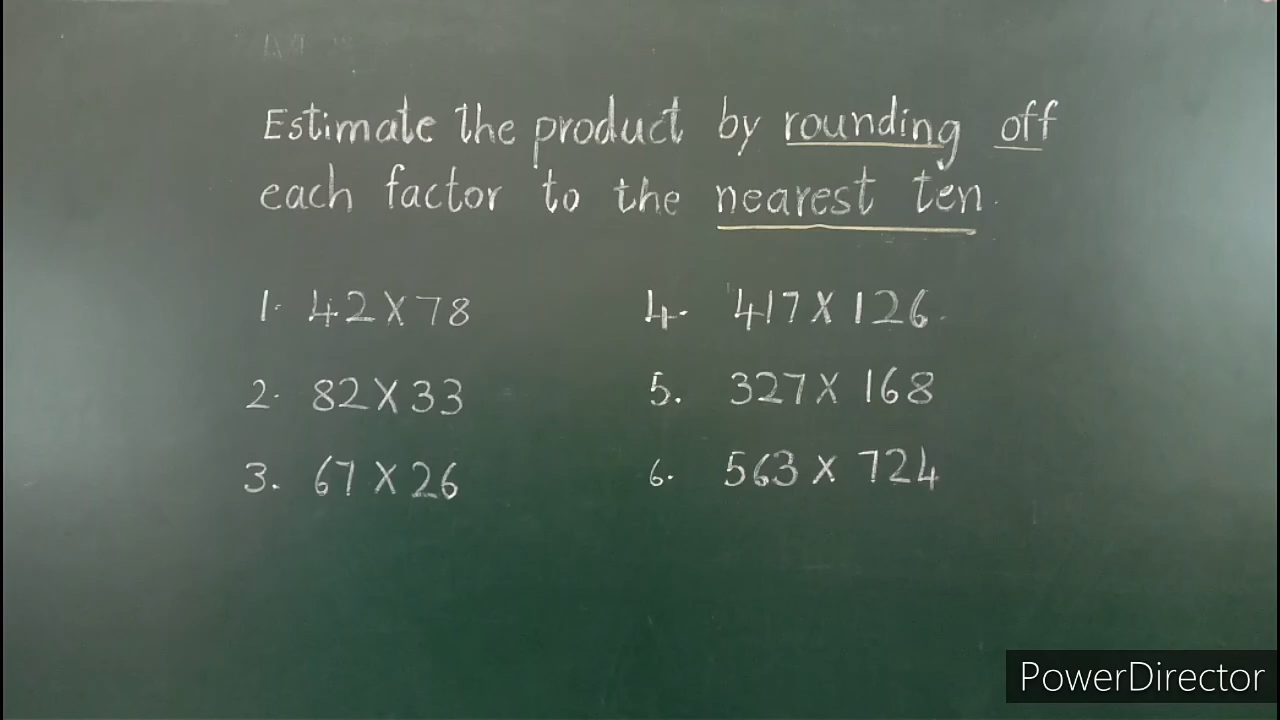 Estimate the product by rounding off
each factor to the nearest ten.
1. 42 X 78
2. 82 X 33
3. 67 X 26
4. 417 X 126
5. 327 X 168
6. 563 X 724
PowerDirector